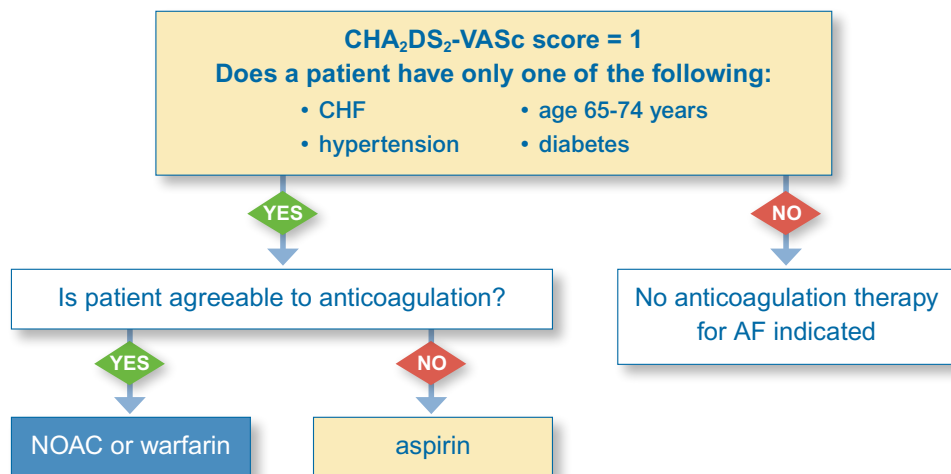 CHA₂DS₂-VASc score = 1
Does a patient have only one of the following:
• CHF • age 65-74 years
• hypertension • diabetes
YES NO
Is patient agreeable to anticoagulation?
No anticoagulation therapy
for AF indicated
YES NO
NOAC or warfarin
aspirin